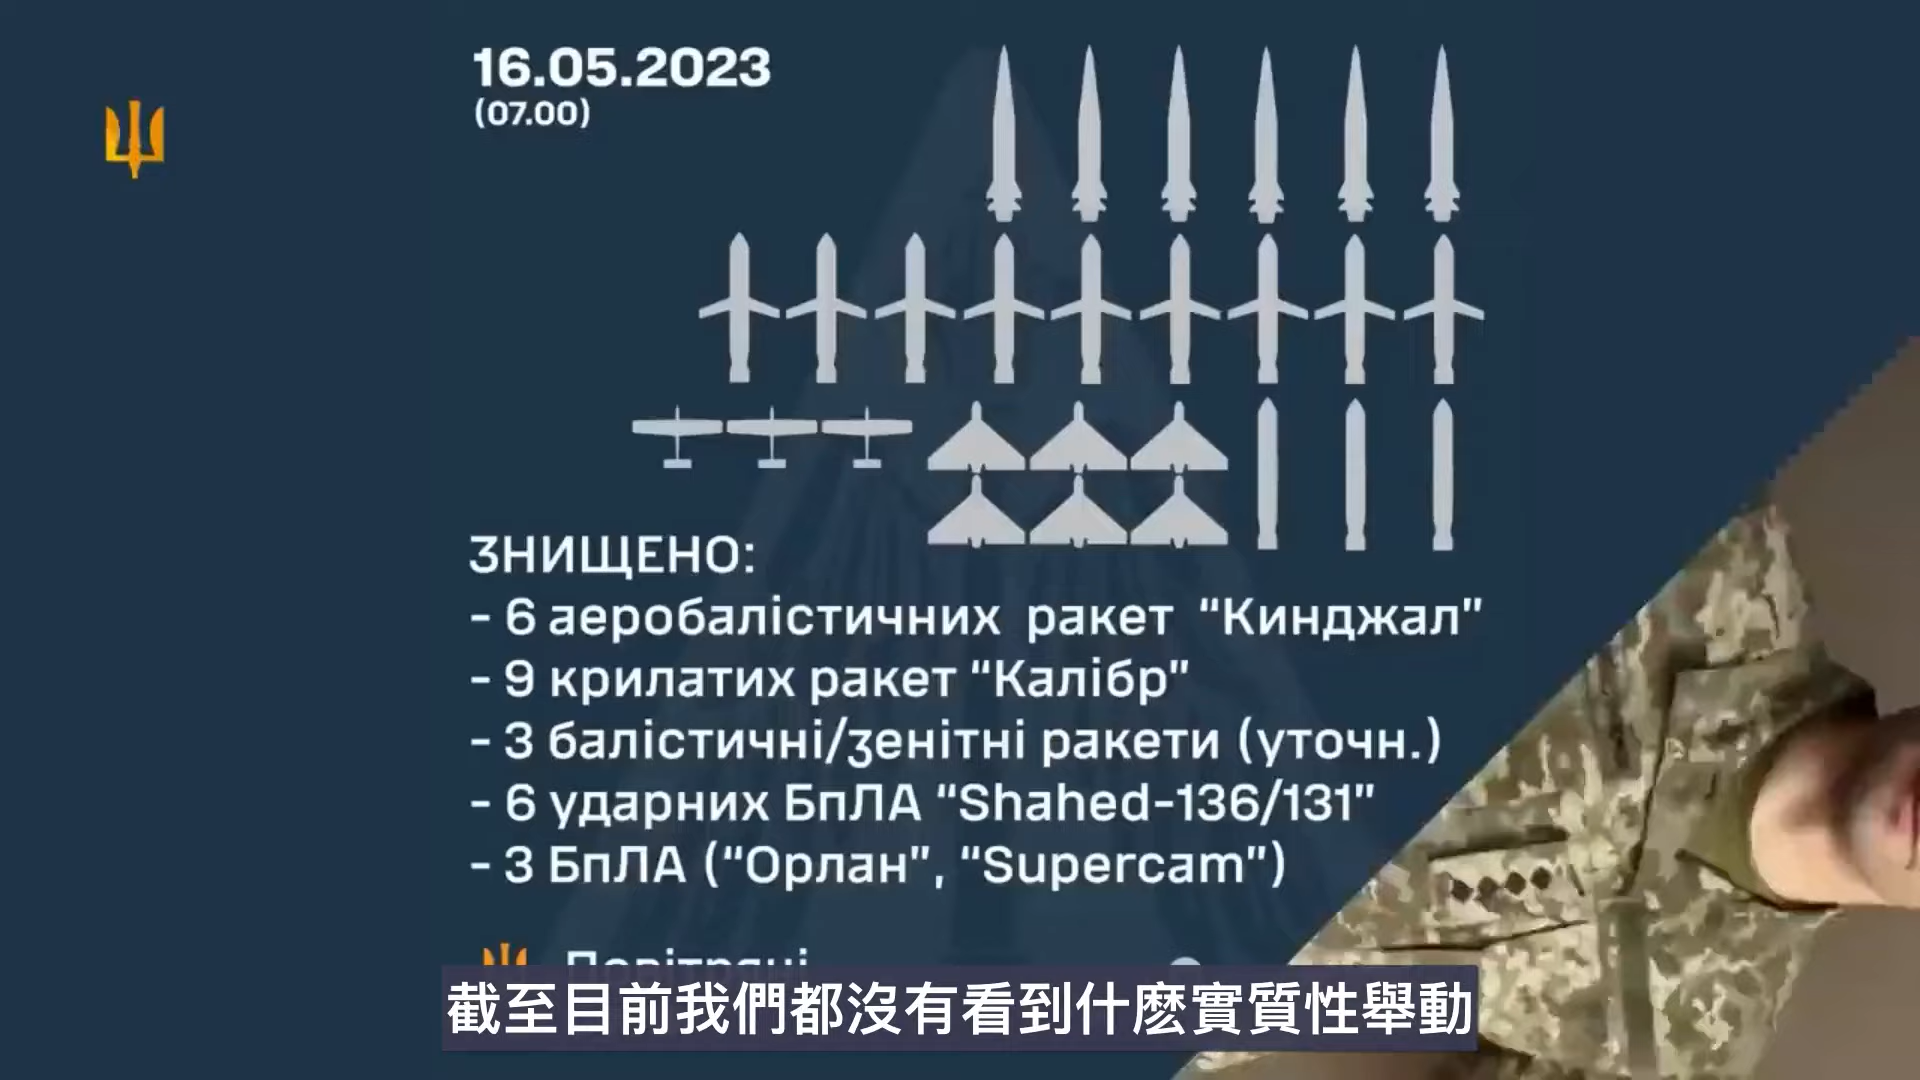 16.05.2023
(07.00)
ЗНИЩЕНО:
- 6 аеробалістичних ракет “Кинджал”
- 9 крилатих ракет “Калібр”
- 3 балістичні/зенітні ракети (уточн.)
- 6 ударних БпЛА “Shahed-136/131”
- 3 БпЛА (“Орлан”, “Supercam”)
Повітряні
截至目前我們都沒有看到什麽實質性舉動